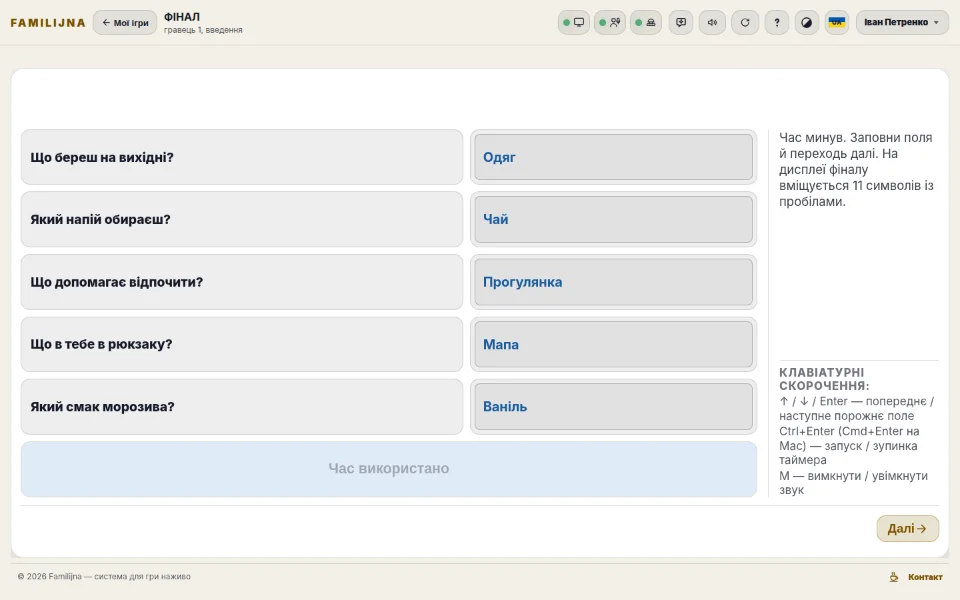 FAMILIJNA
← Мої ігри
ФІНАЛ
гравець 1, введення
?
UA
Іван Петренко
Що береш на вихідні?
Одяг
Який напій обираєш?
Чай
Що допомагає відпочити?
Прогулянка
Що в тебе в рюкзаку?
Мапа
Який смак морозива?
Ваніль
Час використано
Час минув. Заповни поля
й переходь далі. На
дисплеї фіналу
вміщується 11 символів із
пробілами.
КЛАВІАТУРНІ
СКОРОЧЕННЯ:
↑ / ↓ / Enter — попереднє /
наступне порожнє поле
Ctrl+Enter (Cmd+Enter на
Mac) — запуск / зупинка
таймера
M — вимкнути / увімкнути
звук
Далі →
© 2026 Familijna — система для гри наживо
Контакт